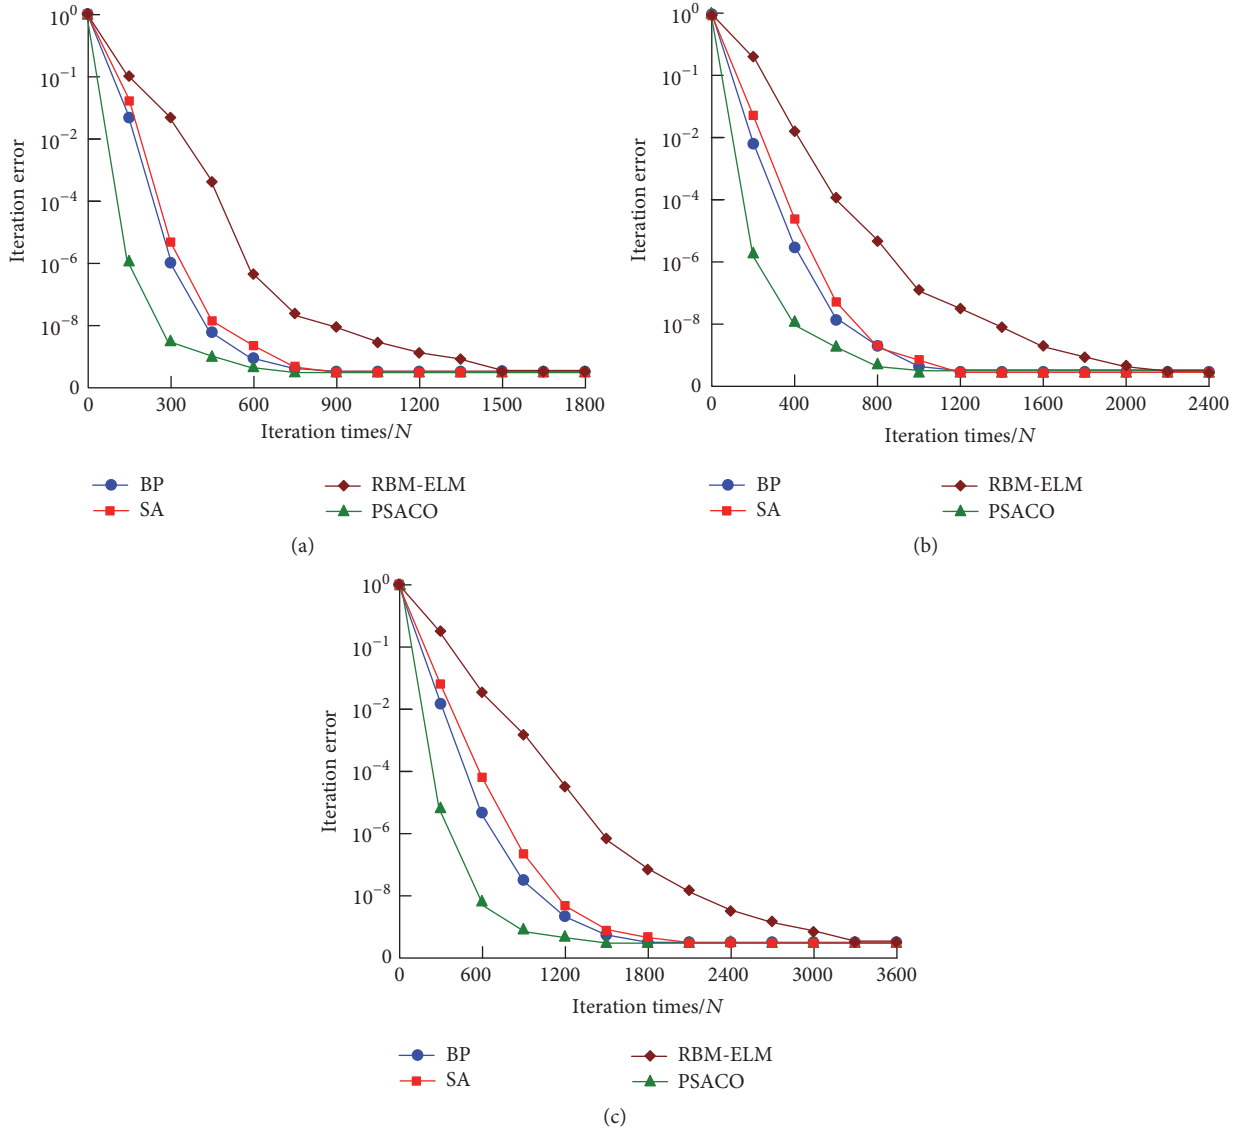 10^0
10^-1
10^-2
10^-4
10^-6
10^-8
0
Iteration error
0 300 600 900 1200 1500 1800
Iteration times/N
BP RBM-ELM
SA PSACO
(a)
10^0
10^-1
10^-2
10^-4
10^-6
10^-8
0
Iteration error
0 400 800 1200 1600 2000 2400
Iteration times/N
BP RBM-ELM
SA PSACO
(b)
10^0
10^-1
10^-2
10^-4
10^-6
10^-8
0
Iteration error
0 600 1200 1800 2400 3000 3600
Iteration times/N
BP RBM-ELM
SA PSACO
(c)